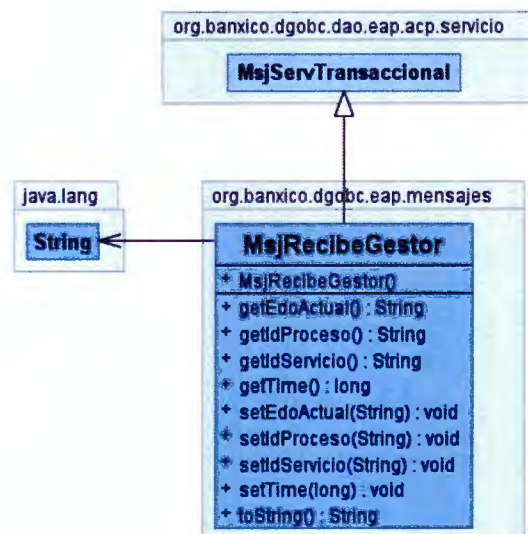 org.banxico.dgobc.dao.eap.acp.servicio
MsjServTransaccional
java.lang
String
org.banxico.dgobc.eap.mensajes
MsjRecibeGestor
+ MsjRecibeGestor()
+ getEdoActual() : String
+ getIdProceso() : String
+ getIdServicio() : String
+ getTime() : long
+ setEdoActual(String) : void
+ setIdProceso(String) : void
+ setIdServicio(String) : void
+ setTime(long) : void
+ toString() : String